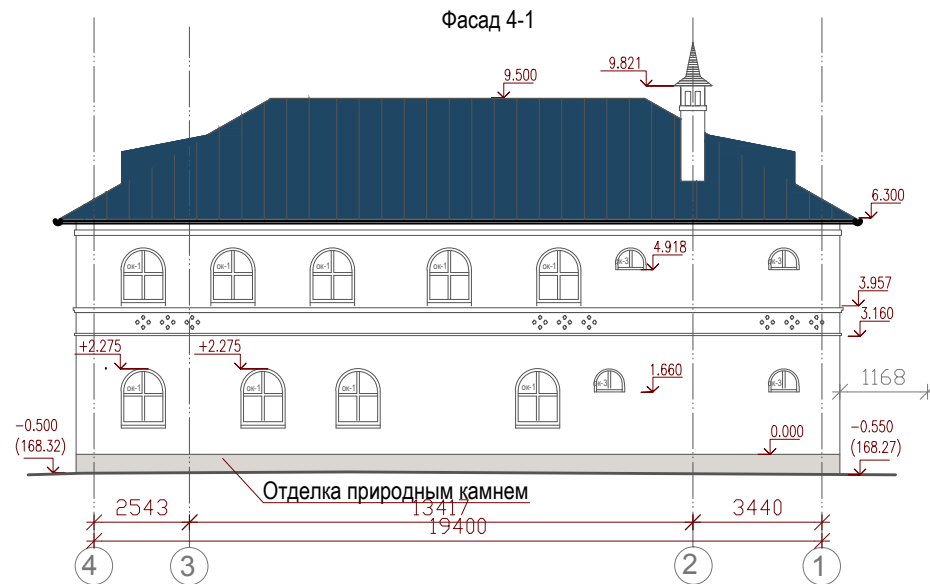 Фасад 4-1
9.821
9.500
6.300
ок-1
ок-1
ок-1
ок-1
ок-1
ок-3
4.918
ок-3
3.957
3.160
+2.275
+2.275
ок-1
ок-1
ок-1
ок-1
ок-3
1.660
ок-3
1168
-0.500
(168.32)
0.000
-0.550
(168.27)
Отделка природным камнем
2543
13417
3440
19400
4
3
2
1